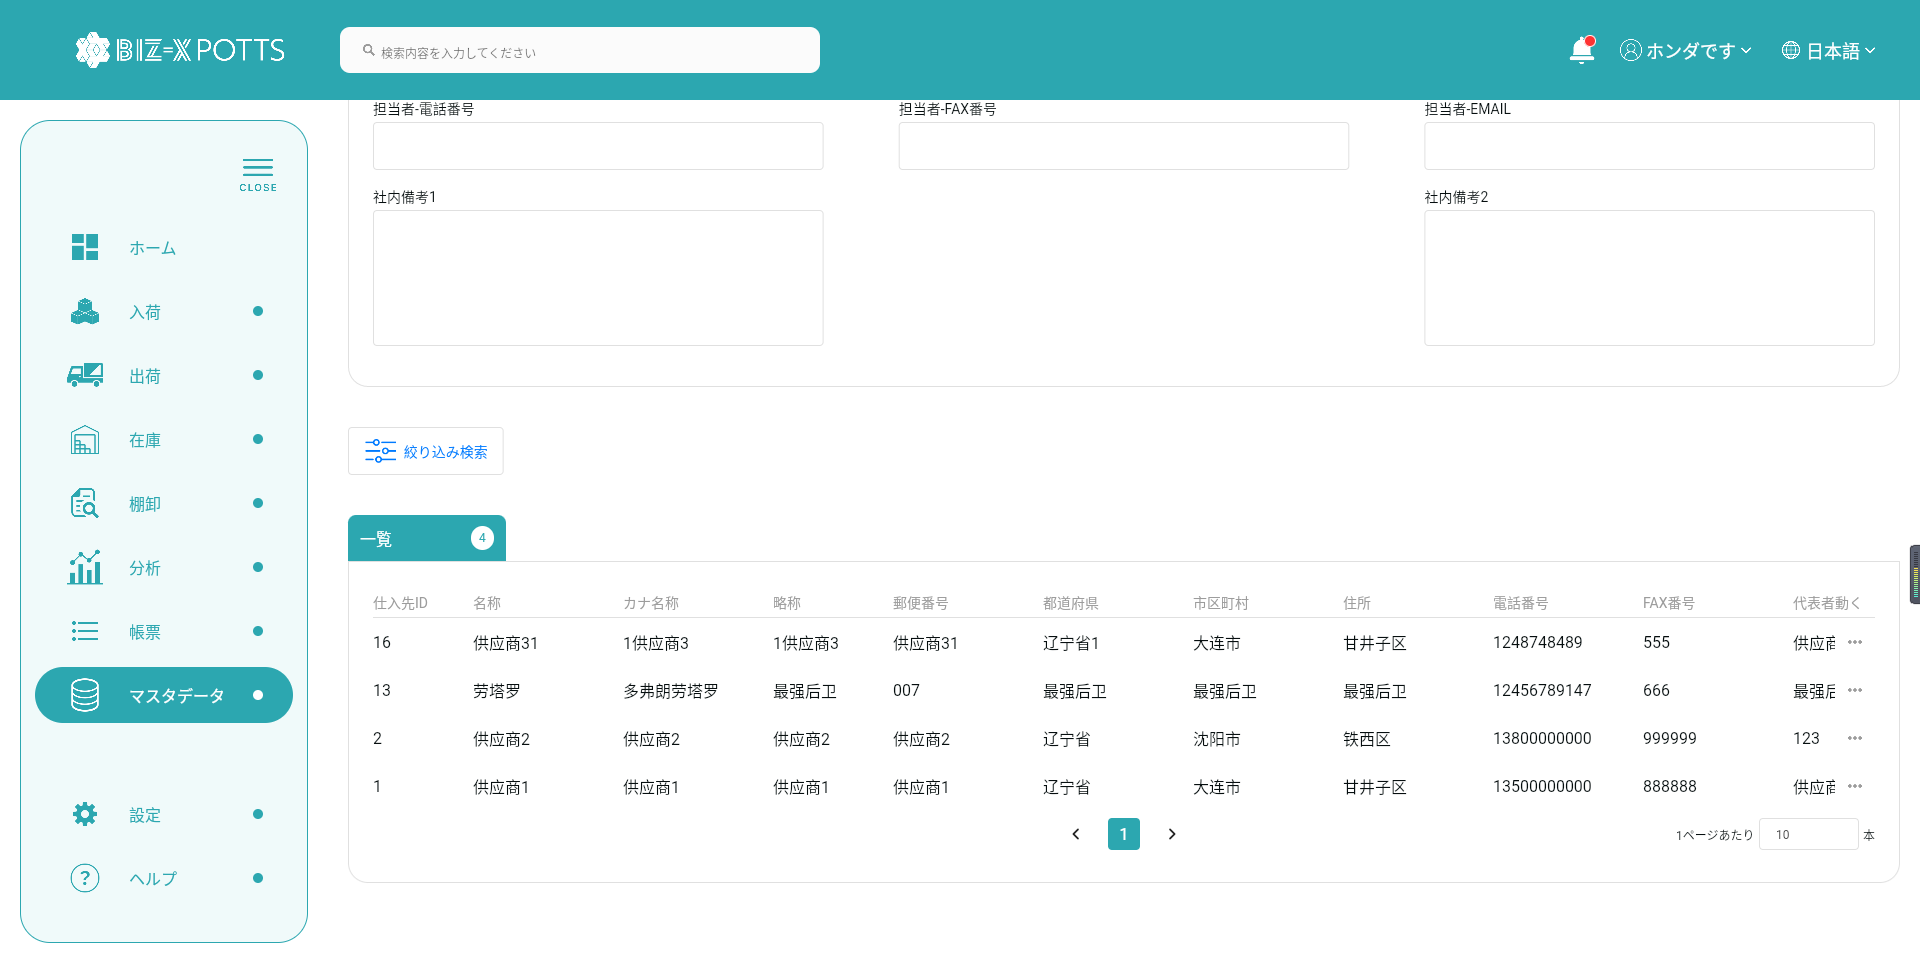 BIZ-X POTTS
検索内容を入力してください
ホンダです
日本語
CLOSE
ホーム
入荷
出荷
在庫
棚卸
分析
帳票
マスタデータ
設定
ヘルプ
担当者-電話番号 担当者-FAX番号 担当者-EMAIL
社内備考1 社内備考2
絞り込み検索
一覧 4
仕入先ID 名称 カナ名称 略称 郵便番号 都道府県 市区町村 住所 電話番号 FAX番号 代表者動く
16 供应商31 1供应商3 1供应商3 供应商31 辽宁省1 大连市 甘井子区 1248748489 555 供应商
13 劳塔罗 多弗朗劳塔罗 最强后卫 007 最强后卫 最强后卫 最强后卫 12456789147 666 最强后
2 供应商2 供应商2 供应商2 供应商2 辽宁省 沈阳市 铁西区 13800000000 999999 123
1 供应商1 供应商1 供应商1 供应商1 辽宁省 大连市 甘井子区 13500000000 888888 供应商
1
1ページあたり 10 本